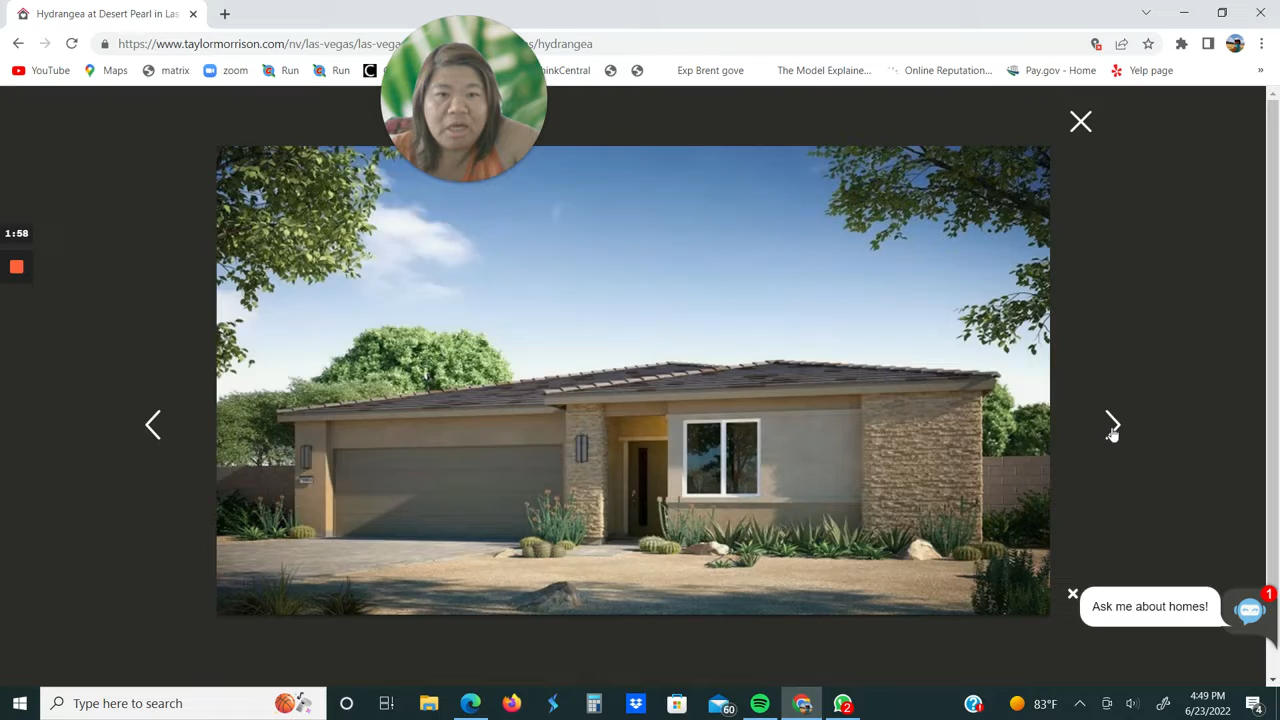 Hydrangea at Desert Pearl in Las
https://www.taylormorrison.com/nv/las-vegas/las-vega
s/hydrangea
YouTube
Maps
matrix
zoom
Run
Run
C
hinkCentral
Exp Brent gove
The Model Explaine...
Online Reputation...
Pay.gov - Home
Yelp page
»
1:58
Ask me about homes!
1
Type here to search
60
2
83°F
4:49 PM
6/23/2022
4